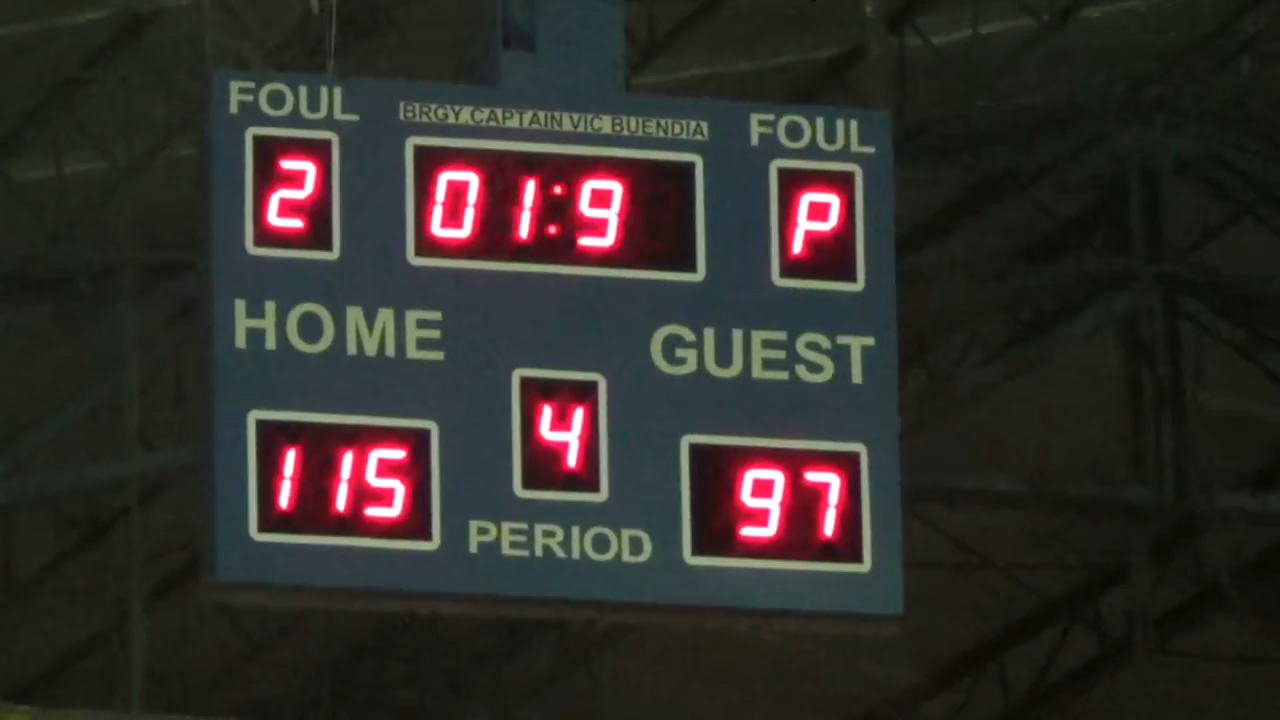 FOUL BRGY.CAPTAIN VIC BUENDIA FOUL
2 01:9 P
HOME GUEST
4
115 97
PERIOD